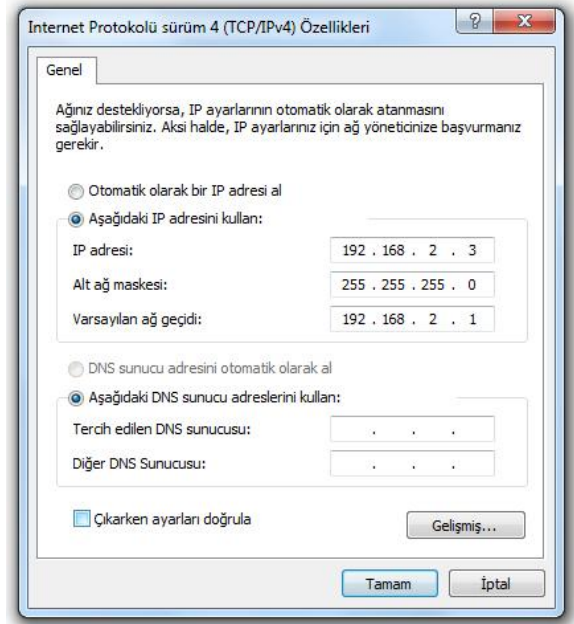 Internet Protokolü sürüm 4 (TCP/IPv4) Özellikleri
Genel
Ağınız destekliyorsa, IP ayarlarının otomatik olarak atanmasını
sağlayabilirsiniz. Aksi halde, IP ayarlarınız için ağ yöneticinize başvurmanız
gerekir.
Otomatik olarak bir IP adresi al
Aşağıdaki IP adresini kullan:
IP adresi: 192 . 168 . 2 . 3
Alt ağ maskesi: 255 . 255 . 255 . 0
Varsayılan ağ geçidi: 192 . 168 . 2 . 1
DNS sunucu adresini otomatik olarak al
Aşağıdaki DNS sunucu adreslerini kullan:
Tercih edilen DNS sunucusu: . . .
Diğer DNS Sunucusu: . . .
Çıkarken ayarları doğrula
Gelişmiş...
Tamam İptal